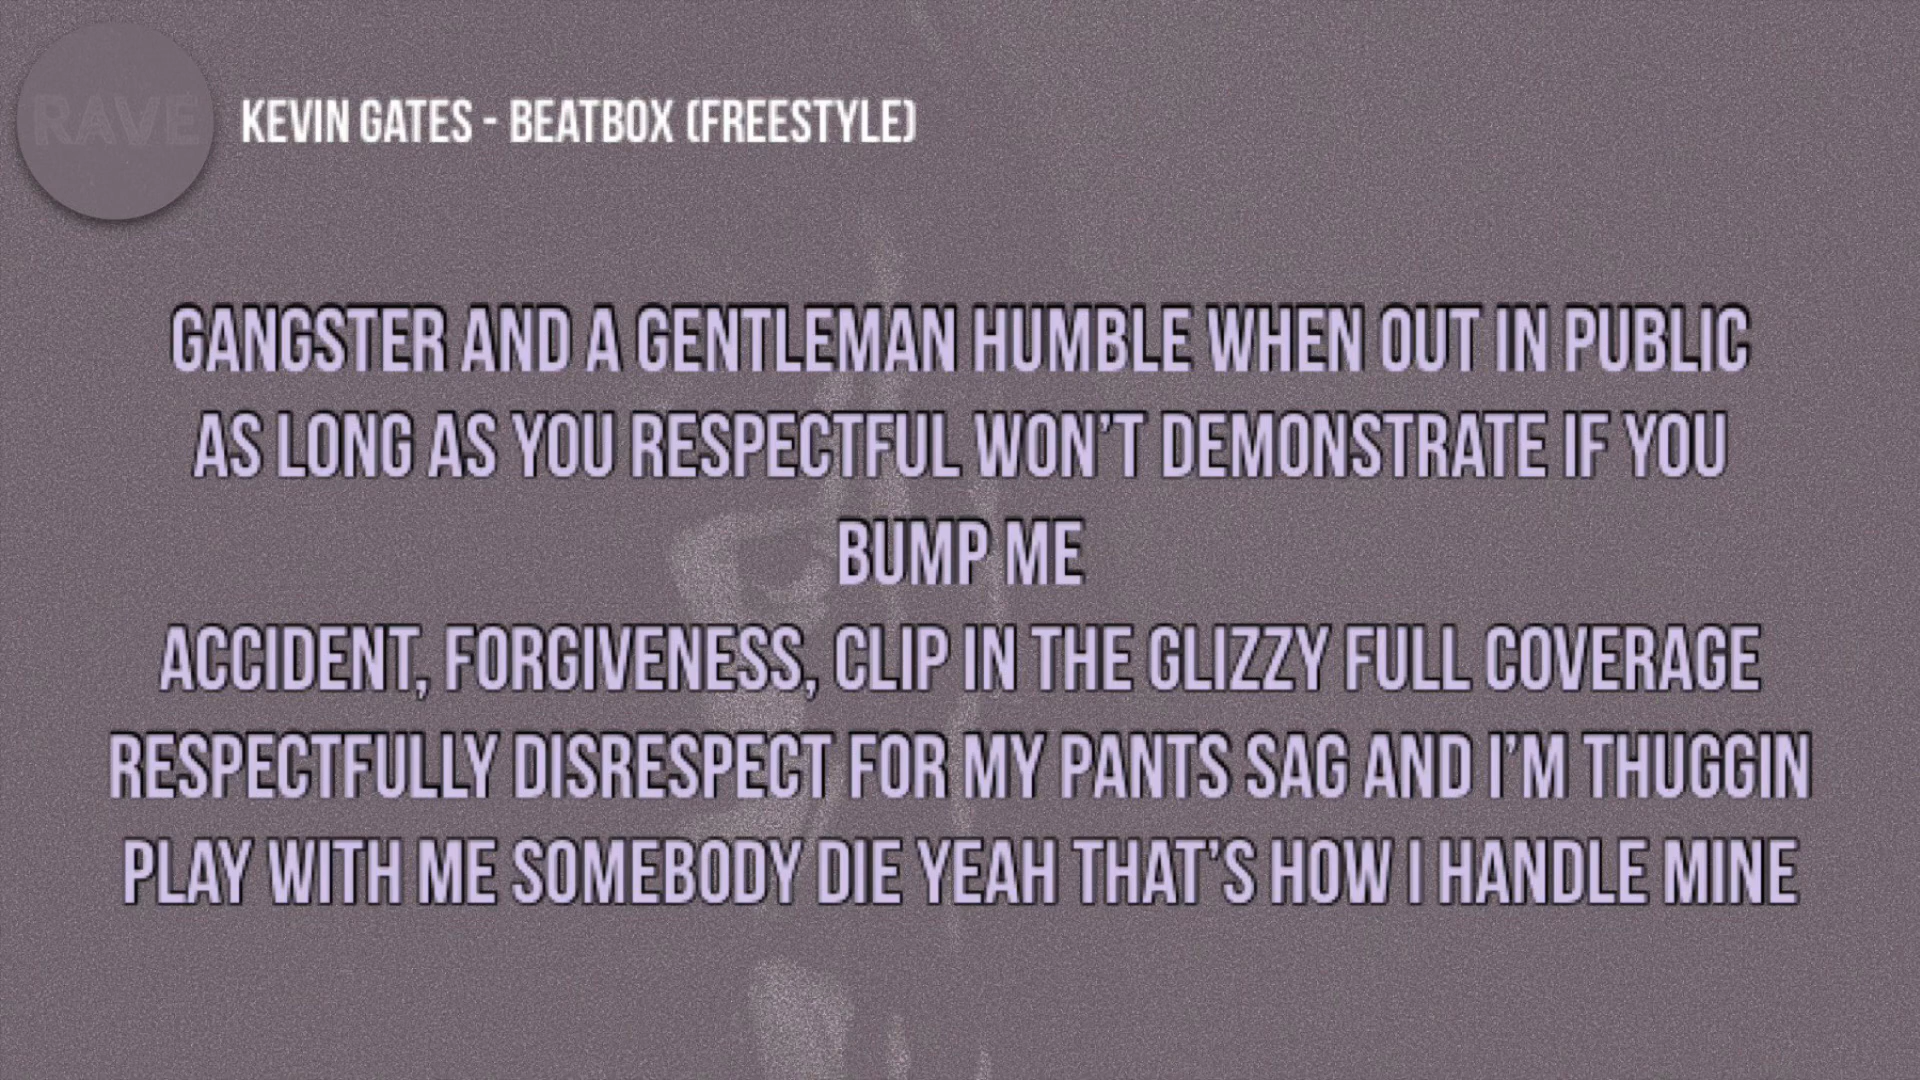 RAVE
KEVIN GATES - BEATBOX (FREESTYLE)
GANGSTER AND A GENTLEMAN HUMBLE WHEN OUT IN PUBLIC
AS LONG AS YOU RESPECTFUL WON'T DEMONSTRATE IF YOU
BUMP ME
ACCIDENT, FORGIVENESS, CLIP IN THE GLIZZY FULL COVERAGE
RESPECTFULLY DISRESPECT FOR MY PANTS SAG AND I'M THUGGIN
PLAY WITH ME SOMEBODY DIE YEAH THAT'S HOW I HANDLE MINE